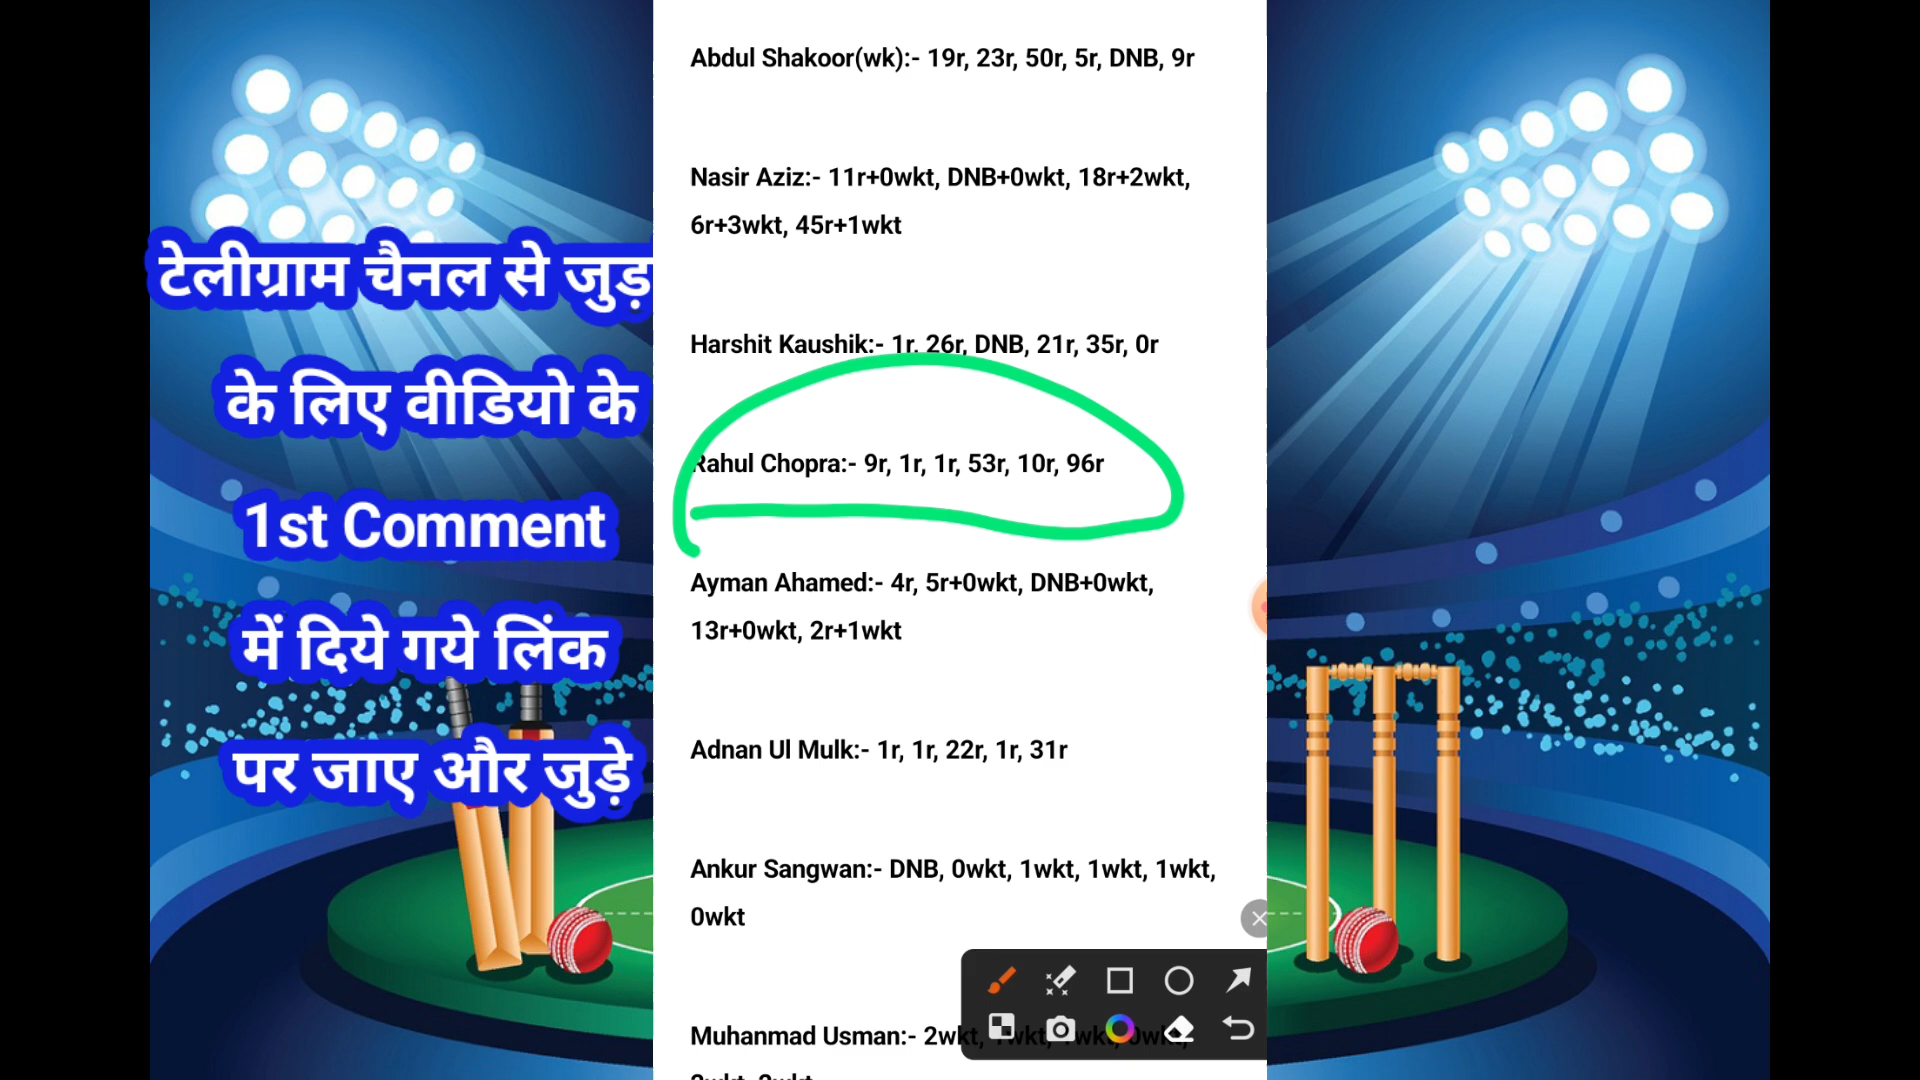 टेलीग्राम चैनल से जुड़
के लिए वीडियो के
1st Comment
में दिये गये लिंक
पर जाए और जुड़े
Abdul Shakoor(wk):- 19r, 23r, 50r, 5r, DNB, 9r
Nasir Aziz:- 11r+0wkt, DNB+0wkt, 18r+2wkt,
6r+3wkt, 45r+1wkt
Harshit Kaushik:- 1r, 26r, DNB, 21r, 35r, 0r
Rahul Chopra:- 9r, 1r, 1r, 53r, 10r, 96r
Ayman Ahamed:- 4r, 5r+0wkt, DNB+0wkt,
13r+0wkt, 2r+1wkt
Adnan Ul Mulk:- 1r, 1r, 22r, 1r, 31r
Ankur Sangwan:- DNB, 0wkt, 1wkt, 1wkt, 1wkt,
0wkt
Muhanmad Usman:- 2wkt,